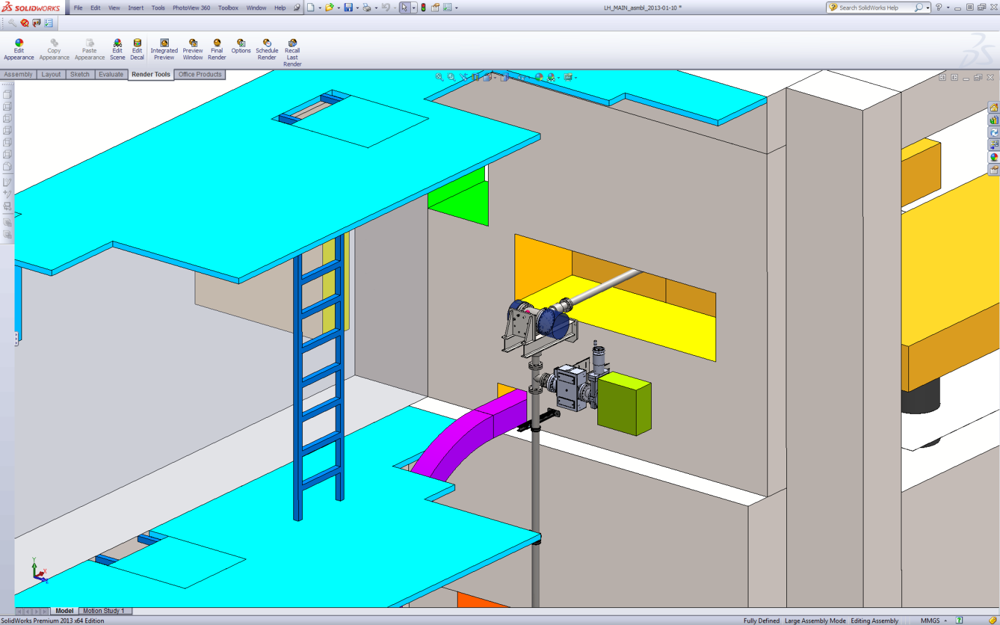 SOLIDWORKS File Edit View Insert Tools PhotoView 360 Toolbox Window Help LH_MAIN_asmbl_2013-01-10 * Search SolidWorks Help
Edit Appearance
Copy Appearance
Paste Appearance
Edit Scene
Edit Decal
Integrated Preview
Preview Window
Final Render
Options
Schedule Render
Recall Last Render
Assembly Layout Sketch Evaluate Render Tools Office Products
Y
X
Z
Model Motion Study 1
SolidWorks Premium 2013 x64 Edition Fully Defined Large Assembly Mode Editing Assembly MMGS